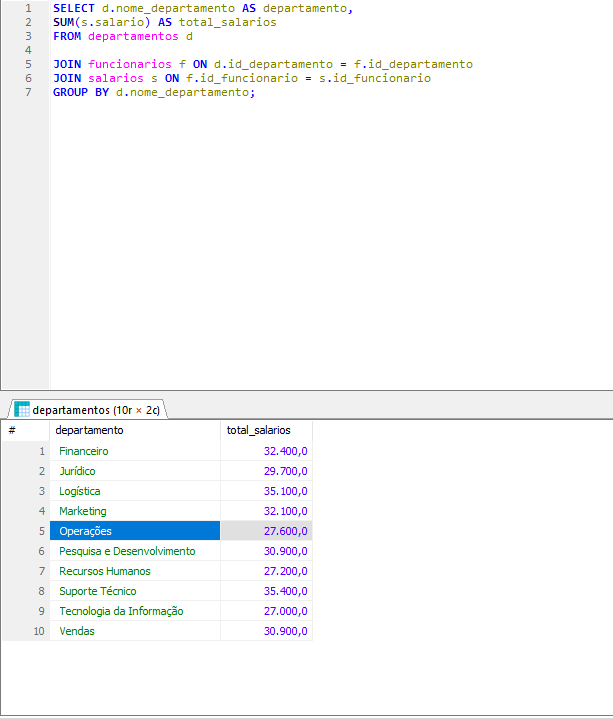 1 SELECT d.nome_departamento AS departamento,
2 SUM(s.salario) AS total_salarios
3 FROM departamentos d
4
5 JOIN funcionarios f ON d.id_departamento = f.id_departamento
6 JOIN salarios s ON f.id_funcionario = s.id_funcionario
7 GROUP BY d.nome_departamento;
departamentos (10r × 2c)
# departamento total_salarios
1 Financeiro 32.400,0
2 Jurídico 29.700,0
3 Logística 35.100,0
4 Marketing 32.100,0
5 Operações 27.600,0
6 Pesquisa e Desenvolvimento 30.900,0
7 Recursos Humanos 27.200,0
8 Suporte Técnico 35.400,0
9 Tecnologia da Informação 27.000,0
10 Vendas 30.900,0